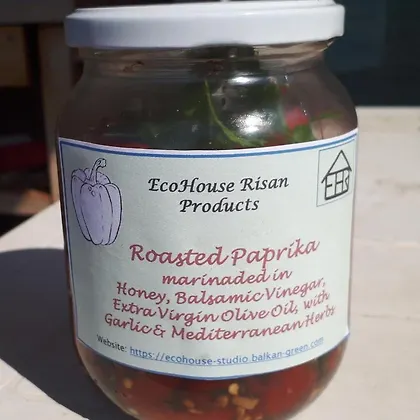 EcoHouse Risan
Products
EHR
Roasted Paprika
marinaded in
Honey, Balsamic Vinegar,
Extra Virgin Olive Oil, with
Garlic & Mediterranean Herbs
Website: https://ecohouse-studio.balkan-green.com